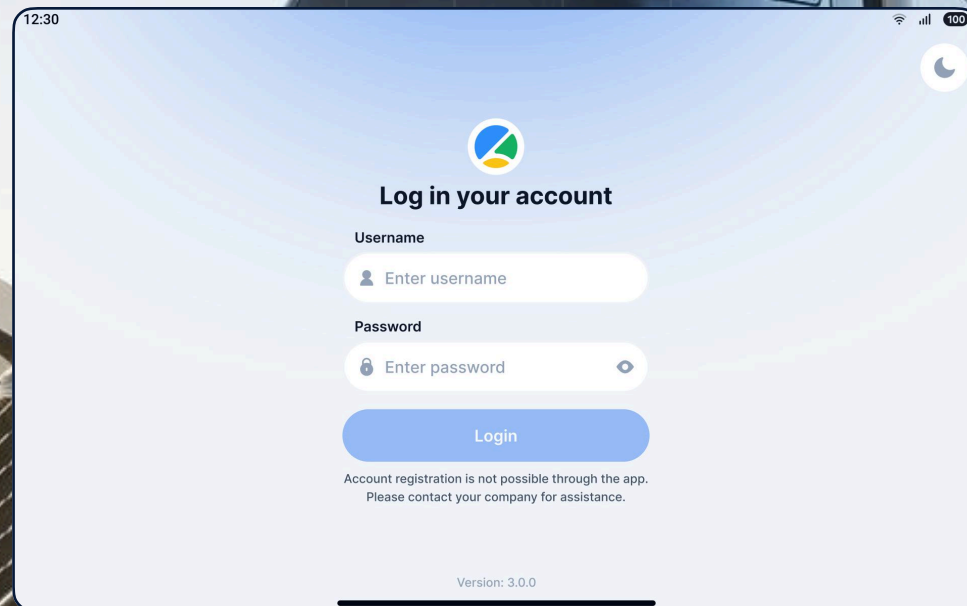 12:30
100
Log in your account
Username
Enter username
Password
Enter password
Login
Account registration is not possible through the app.
Please contact your company for assistance.
Version: 3.0.0